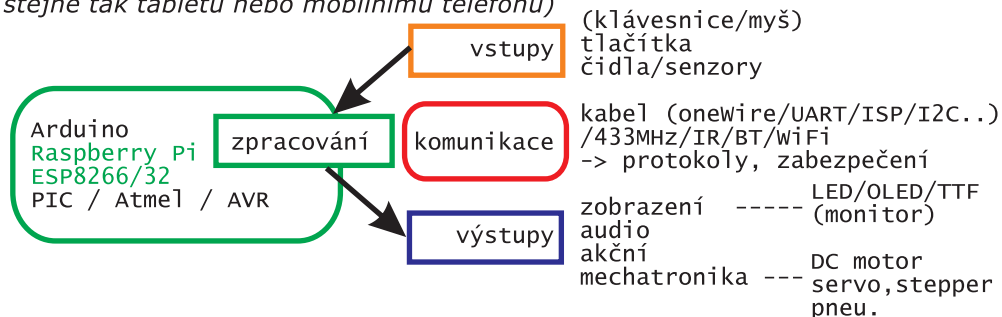 stejně tak tabletu nebo mobilnímu telefonu)
vstupy
(klávesnice/myš)
tlačítka
čidla/senzory
Arduino
Raspberry Pi
ESP8266/32
PIC / Atmel / AVR
zpracování
komunikace
kabel (oneWire/UART/ISP/I2C..)
/433MHz/IR/BT/WiFi
-> protokoly, zabezpečení
výstupy
zobrazení -----
audio
akční
mechatronika ---
LED/OLED/TTF
(monitor)
DC motor
servo,stepper
pneu.